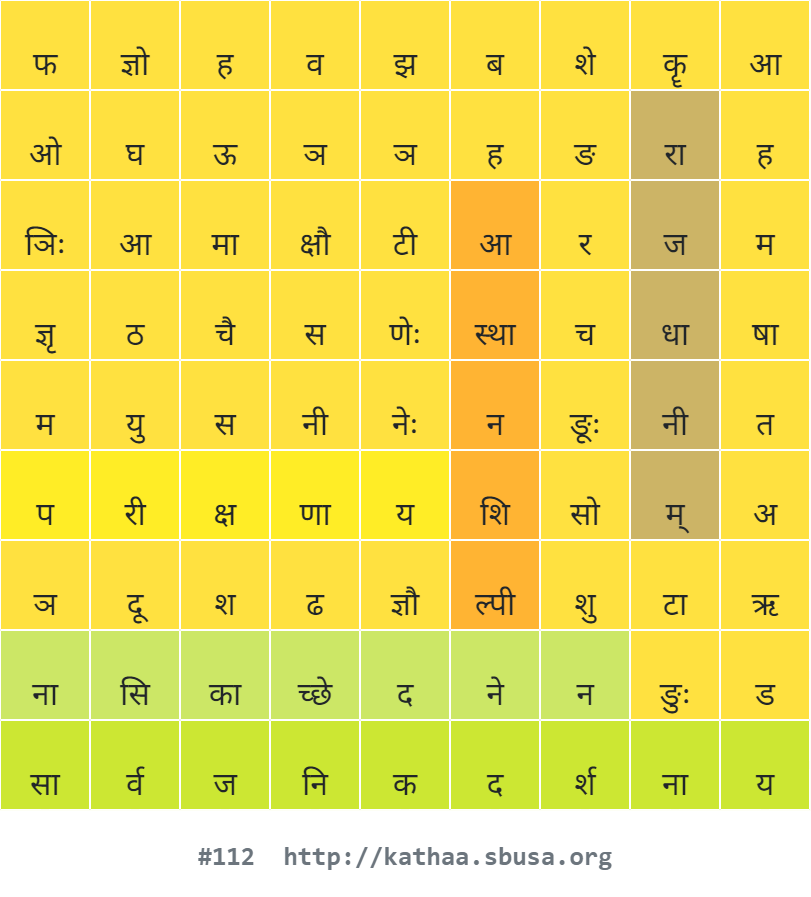 फ ज्ञो ह व झ ब शे कॄ आ
ओ घ ऊ ञ ञ ह ङ रा ह
ञिः आ मा क्षौ टी आ र ज म
ज्ञृ ठ चै स णेः स्था च धा षा
म यु स नी नेः न ङूः नी त
प री क्ष णा य शि सो म् अ
ञ दू श ढ ज्ञौ ल्पी शु टा ऋ
ना सि का च्छे द ने न ङुः ड
सा र्व ज नि क द र्श ना य
#112 http://kathaa.sbusa.org